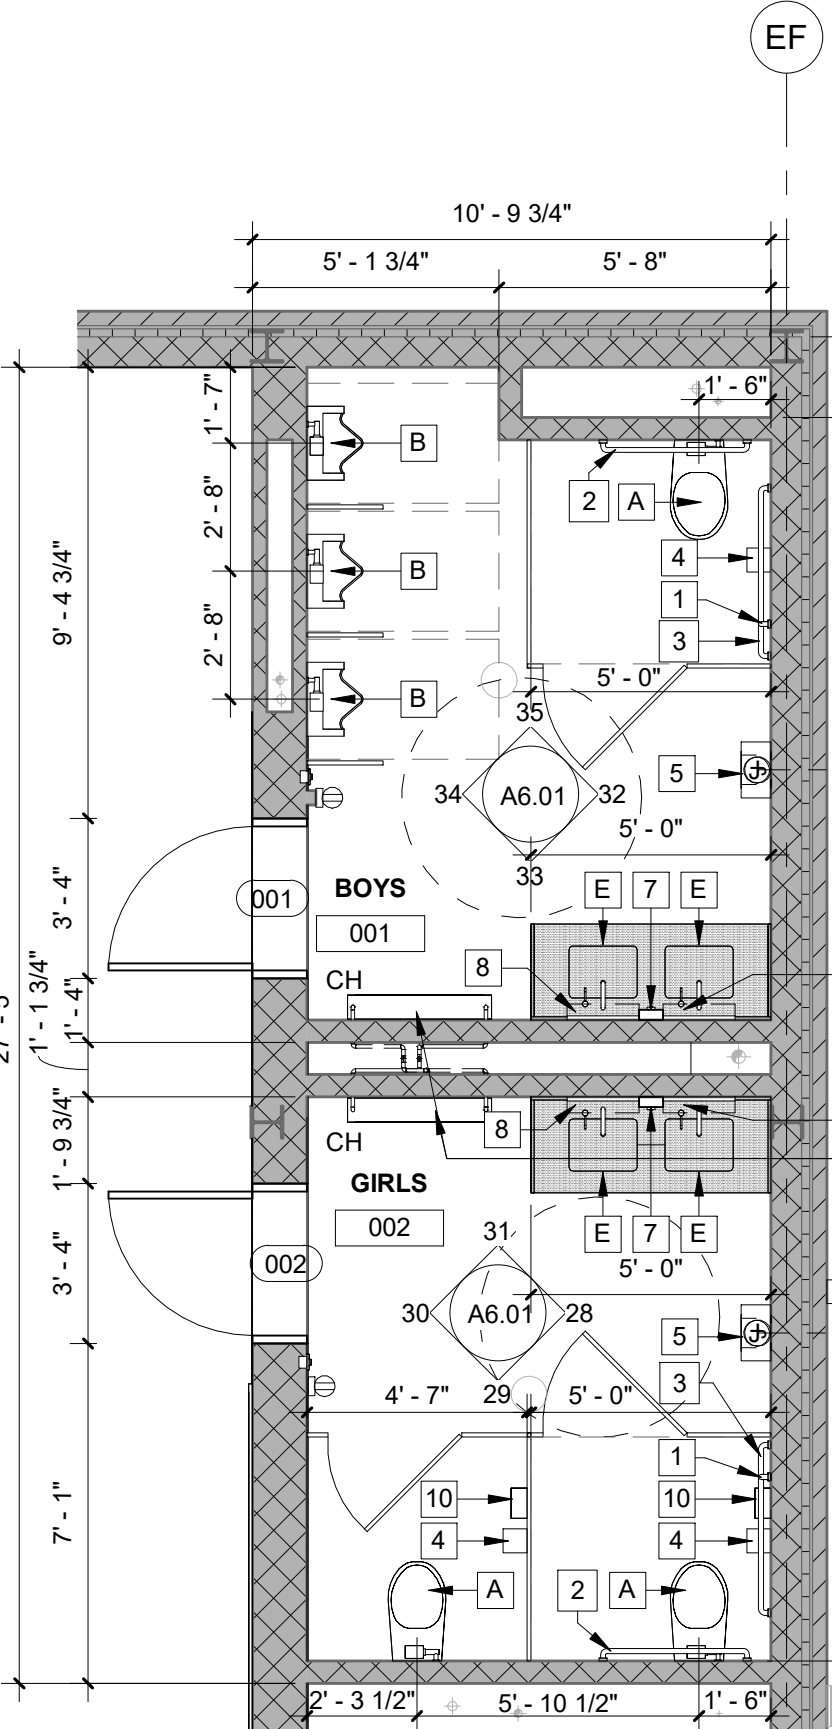 EF
10' - 9 3/4"
5' - 1 3/4"
5' - 8"
1' - 7"
1' - 6"
B
2
A
2' - 8"
4
B
9' - 4 3/4"
1
3
2' - 8"
5' - 0"
B
35
5
34
A6.01
32
5' - 0"
33
BOYS
E
7
E
001
3' - 4"
001
8
CH
1' - 4"
1' - 1 3/4"
8
CH
1' - 9 3/4"
GIRLS
002
31
E
7
E
002
3' - 4"
5' - 0"
30
A6.01
28
5
29
3
4' - 7"
5' - 0"
1
10
10
7' - 1"
4
4
A
2
A
2' - 3 1/2"
5' - 10 1/2"
1' - 6"